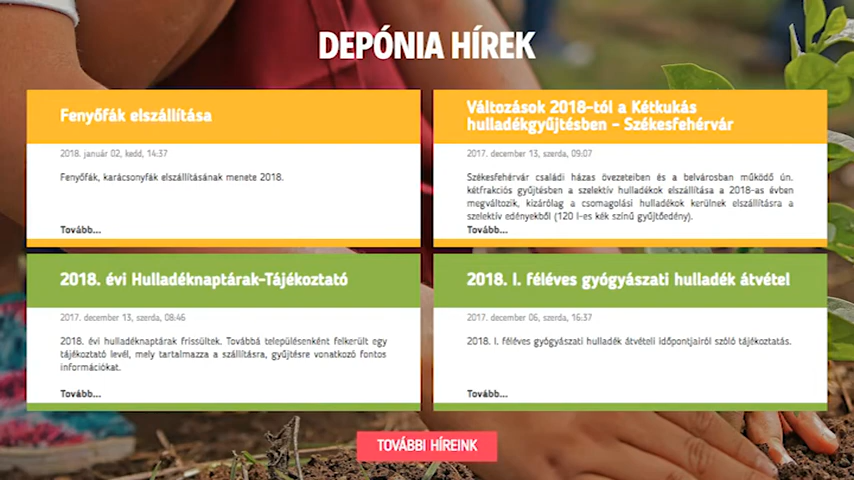 DEPÓNIA HÍREK
Fenyőfák elszállítása
2018. január 02, kedd, 14:37
Fenyőfák, karácsonyfák elszállításának menete 2018.
Tovább...
Változások 2018-tól a Kétkukás
hulladékgyűjtésben - Székesfehérvár
2017. december 13, szerda, 09:07
Székesfehérvár családi házas övezeteiben és a belvárosban működő ún.
kétfrakciós gyűjtésben a szelektív hulladékok elszállítása a 2018-as évben
megváltozik, kizárólag a csomagolási hulladékok kerülnek elszállításra a
szelektív edényekből (120 l-es kék színű gyűjtőedény).
Tovább...
2018. évi Hulladéknaptárak-Tájékoztató
2017. december 13, szerda, 08:46
2018. évi hulladéknaptárak frissültek. Továbbá településenként felkerült egy
tájékoztató levél, mely tartalmazza a szállításra, gyűjtésre vonatkozó fontos
információkat.
Tovább...
2018. I. féléves gyógyászati hulladék átvétel
2017. december 06, szerda, 16:37
2018. I. féléves gyógyászati hulladék átvételi időpontjairól szóló tájékoztatás.
Tovább...
TOVÁBBI HÍREINK